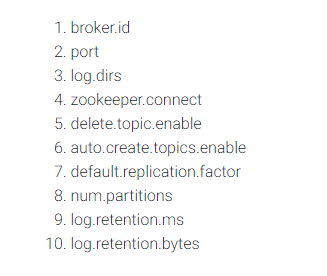 1. broker.id
2. port
3. log.dirs
4. zookeeper.connect
5. delete.topic.enable
6. auto.create.topics.enable
7. default.replication.factor
8. num.partitions
9. log.retention.ms
10. log.retention.bytes